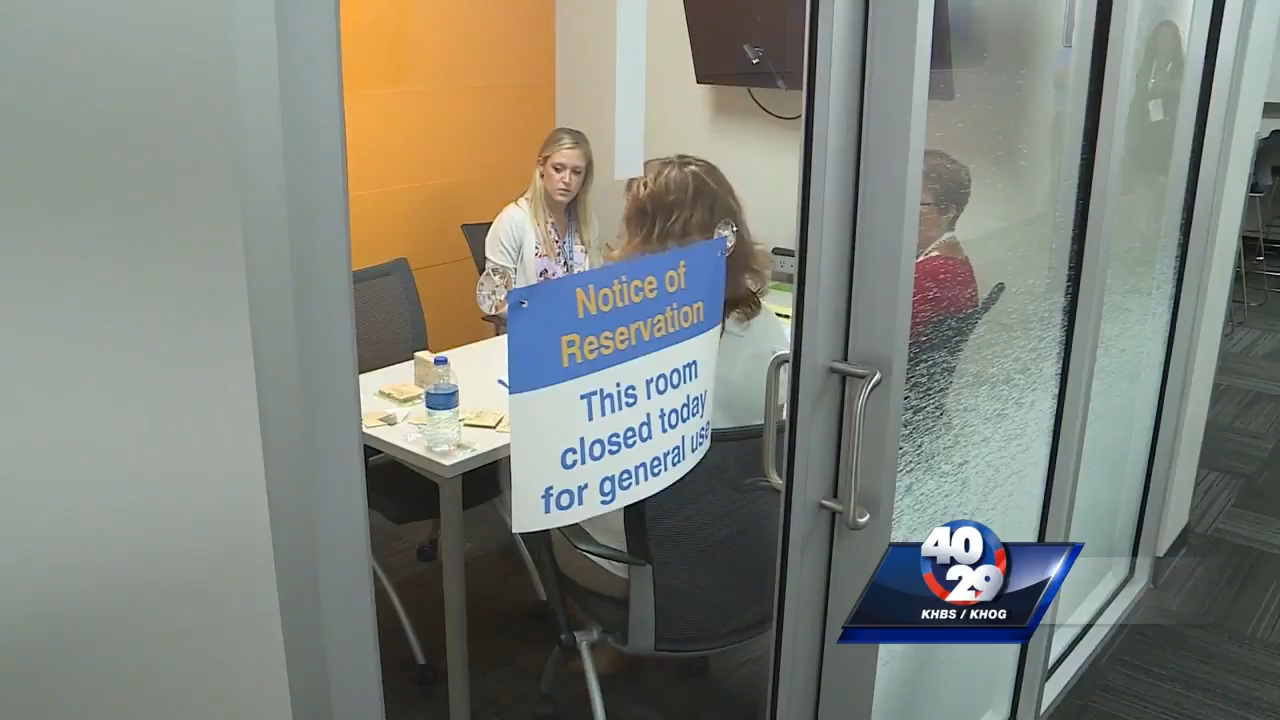 Notice of
Reservation
This room
closed today
for general use
40
29
KHBS / KHOG